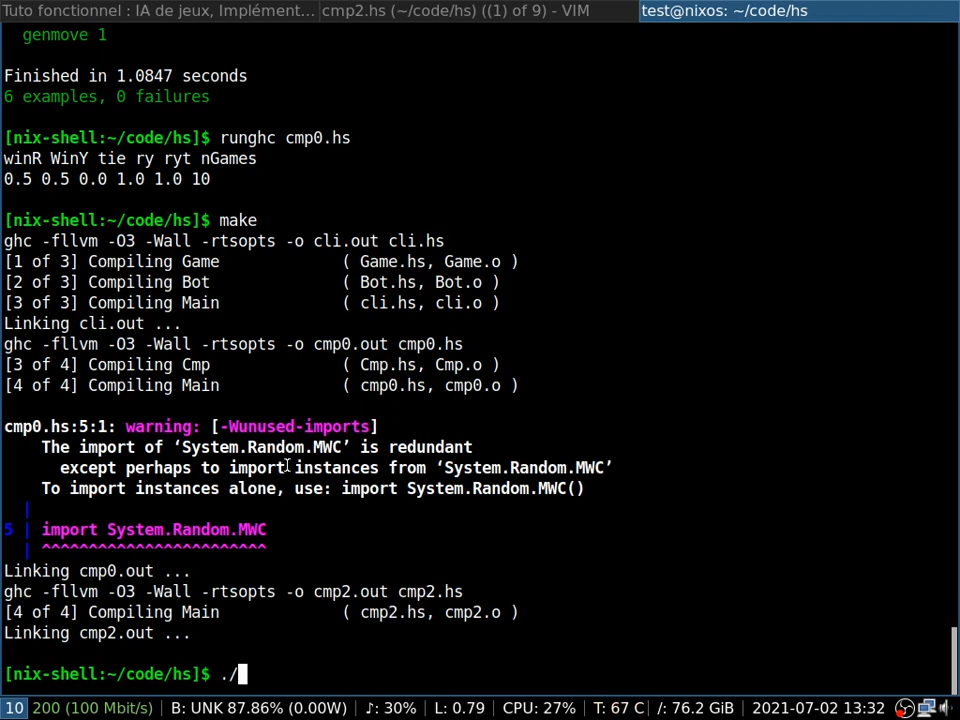 Tuto fonctionnel : IA de jeux, Implément... cmp2.hs (~/code/hs) ((1) of 9) - VIM test@nixos: ~/code/hs
genmove 1
Finished in 1.0847 seconds
6 examples, 0 failures
[nix-shell:~/code/hs]$ runghc cmp0.hs
winR WinY tie ry ryt nGames
0.5 0.5 0.0 1.0 1.0 10
[nix-shell:~/code/hs]$ make
ghc -fllvm -O3 -Wall -rtsopts -o cli.out cli.hs
[1 of 3] Compiling Game ( Game.hs, Game.o )
[2 of 3] Compiling Bot ( Bot.hs, Bot.o )
[3 of 3] Compiling Main ( cli.hs, cli.o )
Linking cli.out ...
ghc -fllvm -O3 -Wall -rtsopts -o cmp0.out cmp0.hs
[3 of 4] Compiling Cmp ( Cmp.hs, Cmp.o )
[4 of 4] Compiling Main ( cmp0.hs, cmp0.o )
cmp0.hs:5:1: warning: [-Wunused-imports]
The import of ‘System.Random.MWC’ is redundant
except perhaps to import instances from ‘System.Random.MWC’
To import instances alone, use: import System.Random.MWC()
|
5 | import System.Random.MWC
| ^^^^^^^^^^^^^^^^^^^^^^^^
Linking cmp0.out ...
ghc -fllvm -O3 -Wall -rtsopts -o cmp2.out cmp2.hs
[4 of 4] Compiling Main ( cmp2.hs, cmp2.o )
Linking cmp2.out ...
[nix-shell:~/code/hs]$ ./
10 200 (100 Mbit/s) B: UNK 87.86% (0.00W) ♪: 30% L: 0.79 CPU: 27% T: 67 C /: 76.2 GiB 2021-07-02 13:32